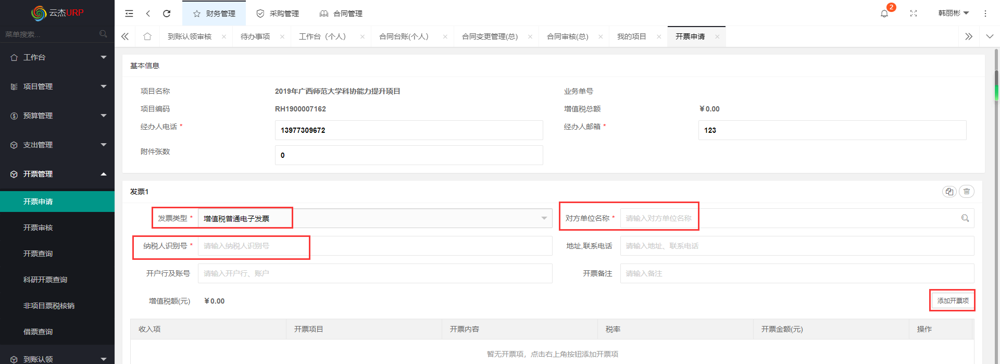 云杰URP
财务管理
采购管理
合同管理
2
韩丽彬
菜单搜索...
到账认领审核
待办事项
工作台（个人）
合同台账(个人）
合同变更管理(总)
合同审核(总)
我的项目
开票申请
工作台
项目管理
预算管理
支出管理
开票管理
开票申请
开票审核
开票查询
科研开票查询
非项目票税核销
借票查询
到账认领
基本信息
项目名称 2019年广西师范大学科协能力提升项目 业务单号
项目编码 RH1900007162 增值税总额 ￥0.00
经办人电话 * 13977309672 经办人邮箱 * 123
附件张数 0
发票1
发票类型 * 增值税普通电子发票 对方单位名称 * 请输入对方单位名称
纳税人识别号 * 请输入纳税人识别号 地址,联系电话 请输入地址、联系电话
开户行及账号 请输入开户行、账户 开票备注 请输入备注
增值税额(元) ￥0.00 添加开票项
收入项 开票项目 开票内容 税率 开票金额(元) 操作
暂无开票项，点击右上角按钮添加开票项